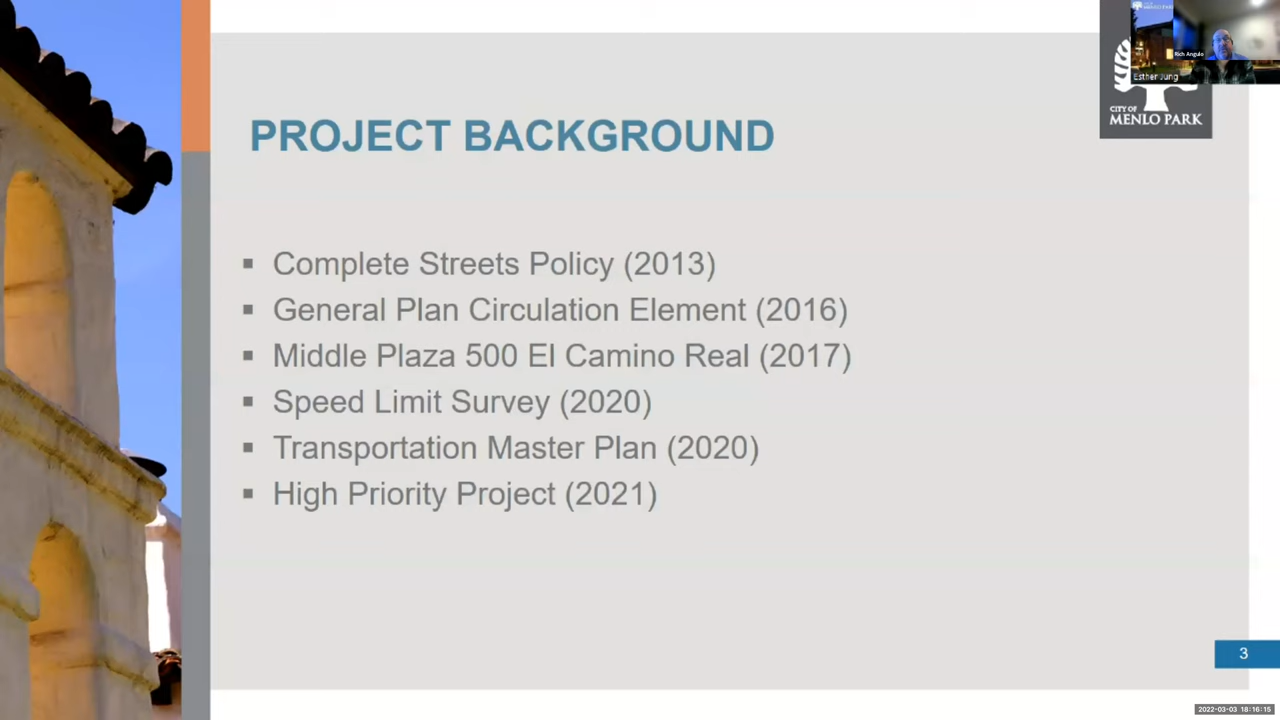 PROJECT BACKGROUND
▪ Complete Streets Policy (2013)
▪ General Plan Circulation Element (2016)
▪ Middle Plaza 500 El Camino Real (2017)
▪ Speed Limit Survey (2020)
▪ Transportation Master Plan (2020)
▪ High Priority Project (2021)
MENLO PARK
Rich Angulo
Esther Jung
CITY OF
MENLO PARK
3
2022-03-03 18:16:15